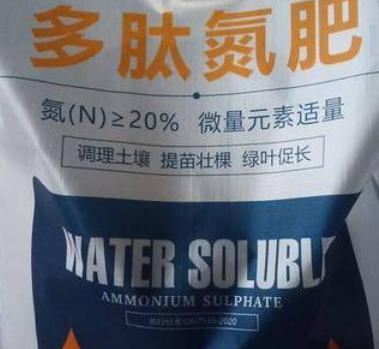 多肽氮肥
氮(N)≥20% 微量元素适量
调理土壤 提苗壮棵 绿叶促长
WATER SOLUBL
AMMONIUM SULPHATE